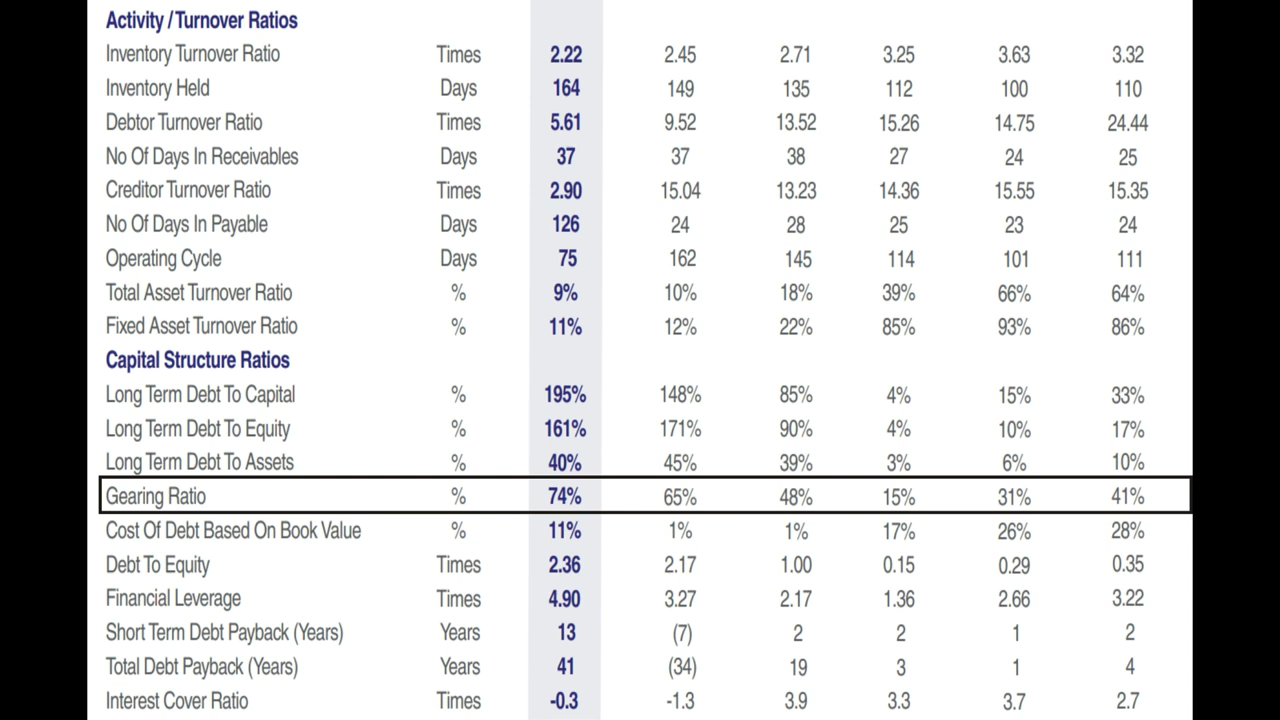 Activity / Turnover Ratios
Inventory Turnover Ratio Times 2.22 2.45 2.71 3.25 3.63 3.32
Inventory Held Days 164 149 135 112 100 110
Debtor Turnover Ratio Times 5.61 9.52 13.52 15.26 14.75 24.44
No Of Days In Receivables Days 37 37 38 27 24 25
Creditor Turnover Ratio Times 2.90 15.04 13.23 14.36 15.55 15.35
No Of Days In Payable Days 126 24 28 25 23 24
Operating Cycle Days 75 162 145 114 101 111
Total Asset Turnover Ratio % 9% 10% 18% 39% 66% 64%
Fixed Asset Turnover Ratio % 11% 12% 22% 85% 93% 86%
Capital Structure Ratios
Long Term Debt To Capital % 195% 148% 85% 4% 15% 33%
Long Term Debt To Equity % 161% 171% 90% 4% 10% 17%
Long Term Debt To Assets % 40% 45% 39% 3% 6% 10%
Gearing Ratio % 74% 65% 48% 15% 31% 41%
Cost Of Debt Based On Book Value % 11% 1% 1% 17% 26% 28%
Debt To Equity Times 2.36 2.17 1.00 0.15 0.29 0.35
Financial Leverage Times 4.90 3.27 2.17 1.36 2.66 3.22
Short Term Debt Payback (Years) Years 13 (7) 2 2 1 2
Total Debt Payback (Years) Years 41 (34) 19 3 1 4
Interest Cover Ratio Times -0.3 -1.3 3.9 3.3 3.7 2.7